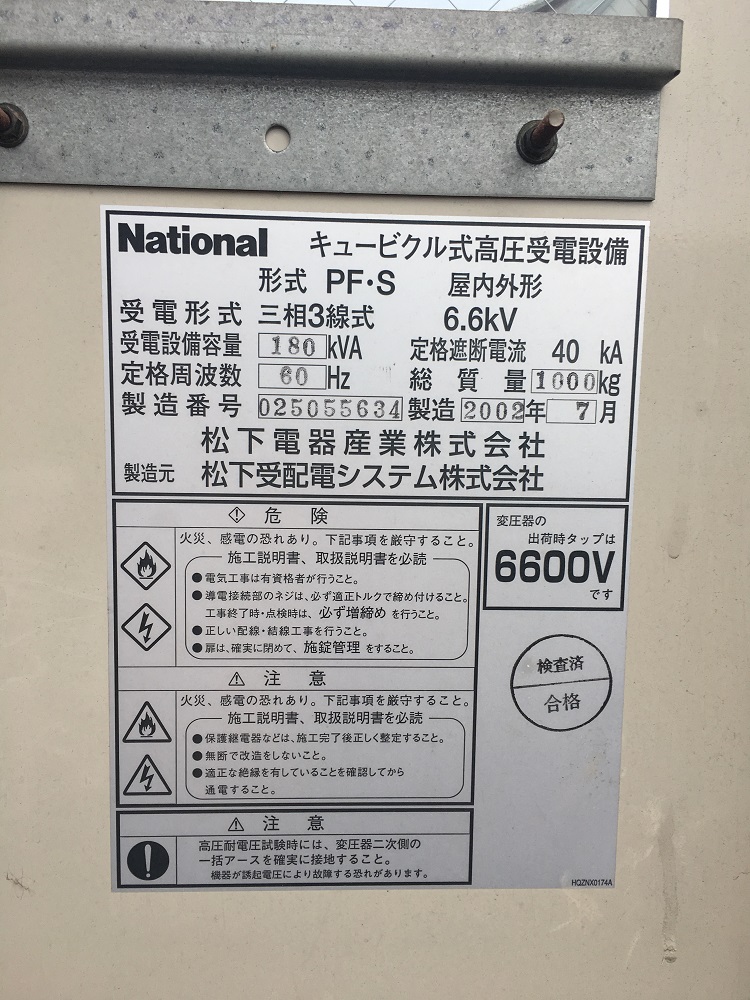 National キュービクル式高圧受電設備
形式 PF・S 屋内外形
受電形式 三相3線式 6.6kV
受電設備容量 180 kVA 定格遮断電流 40 kA
定格周波数 60 Hz 総質量 1000 kg
製造番号 025055634 製造 2002年 7月
松下電器産業株式会社
製造元 松下受配電システム株式会社
危険
火災、感電の恐れあり。下記事項を厳守すること。
施工説明書、取扱説明書を必読
●電気工事は有資格者が行うこと。
●導電接続部のネジは、必ず適正トルクで締め付けること。
工事終了時・点検時は、必ず増締めを行うこと。
●正しい配線・結線工事を行うこと。
●扉は、確実に閉めて、施錠管理をすること。
変圧器の
出荷時タップは
6600V
です
検査済
合格
注意
火災、感電の恐れあり。下記事項を厳守すること。
施工説明書、取扱説明書を必読
●保護継電器などは、施工完了後正しく整定すること。
●無断で改造をしないこと。
●適正な絶縁を有していることを確認してから
通電すること。
注意
高圧耐電圧試験時には、変圧器二次側の
一括アースを確実に接地すること。
機器が誘起電圧により故障する恐れがあります。
HQZNX0174A